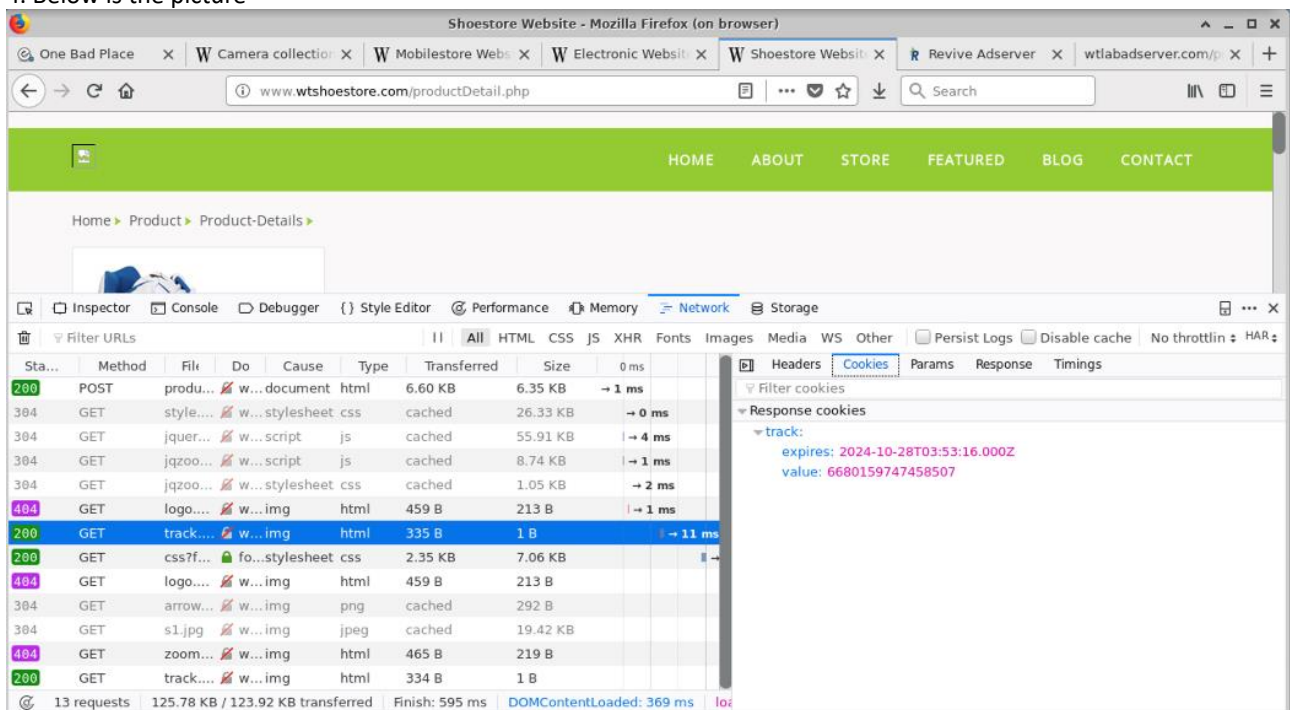 4. Below is the picture
Shoestore Website - Mozilla Firefox (on browser)
One Bad Place W Camera collection W Mobilestore Webs W Electronic Website W Shoestore Website Revive Adserver wtlabadserver.com/p
www.wtshoestore.com/productDetail.php Search
HOME ABOUT STORE FEATURED BLOG CONTACT
Home Product Product-Details
Inspector Console Debugger {} Style Editor Performance Memory Network Storage
Filter URLs All HTML CSS JS XHR Fonts Images Media WS Other Persist Logs Disable cache No throttlin HAR
Sta... Method File Do Cause Type Transferred Size 0 ms Headers Cookies Params Response Timings
200 POST produ... w... document html 6.60 KB 6.35 KB → 1 ms Filter cookies
304 GET style.... w... stylesheet css cached 26.33 KB → 0 ms Response cookies
304 GET jquer... w... script js cached 55.91 KB → 4 ms track:
304 GET jqzoo... w... script js cached 8.74 KB → 1 ms expires: 2024-10-28T03:53:16.000Z
304 GET jqzoo... w... stylesheet css cached 1.05 KB → 2 ms value: 6680159747458507
404 GET logo.... w... img html 459 B 213 B → 1 ms
200 GET track.... w... img html 335 B 1 B → 11 ms
200 GET css?f... fo... stylesheet css 2.35 KB 7.06 KB →
404 GET logo.... w... img html 459 B 213 B
304 GET arrow... w... img png cached 292 B
304 GET s1.jpg w... img jpeg cached 19.42 KB
404 GET zoom... w... img html 465 B 219 B
200 GET track.... w... img html 334 B 1 B
13 requests 125.78 KB / 123.92 KB transferred Finish: 595 ms DOMContentLoaded: 369 ms loa